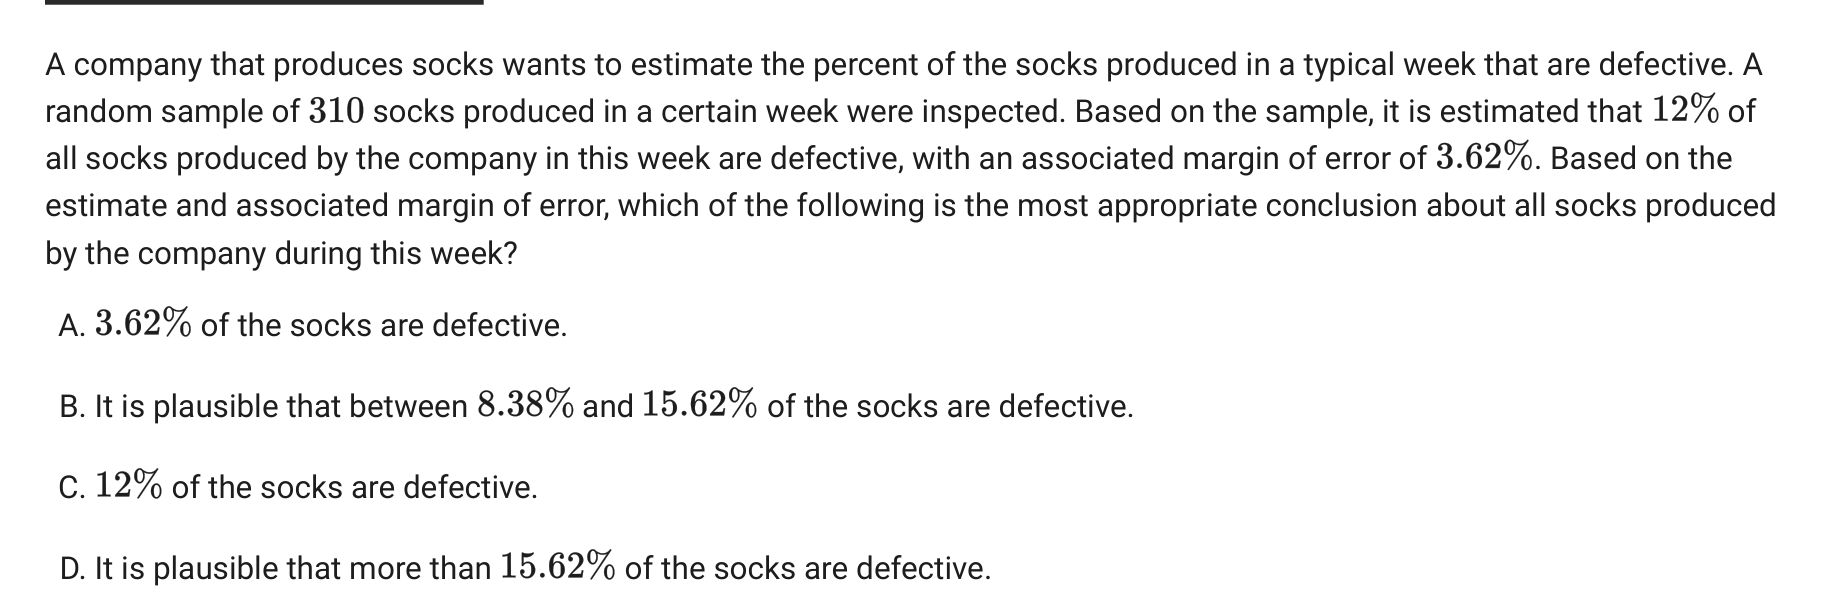 A company that produces socks wants to estimate the percent of the socks produced in a typical week that are defective. A
random sample of 310 socks produced in a certain week were inspected. Based on the sample, it is estimated that 12% of
all socks produced by the company in this week are defective, with an associated margin of error of 3.62%. Based on the
estimate and associated margin of error, which of the following is the most appropriate conclusion about all socks produced
by the company during this week?
A. 3.62% of the socks are defective.
B. It is plausible that between 8.38% and 15.62% of the socks are defective.
C. 12% of the socks are defective.
D. It is plausible that more than 15.62% of the socks are defective.